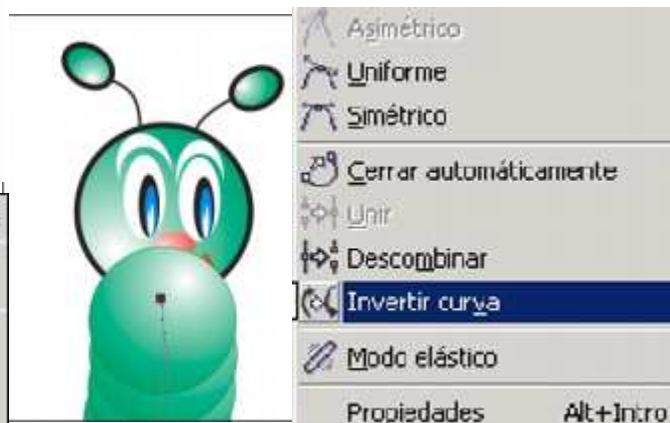 Asimétrico
Uniforme
Simétrico
Cerrar automáticamente
Unir
Descombinar
Invertir curva
Modo elástico
Propiedades Alt+Intro